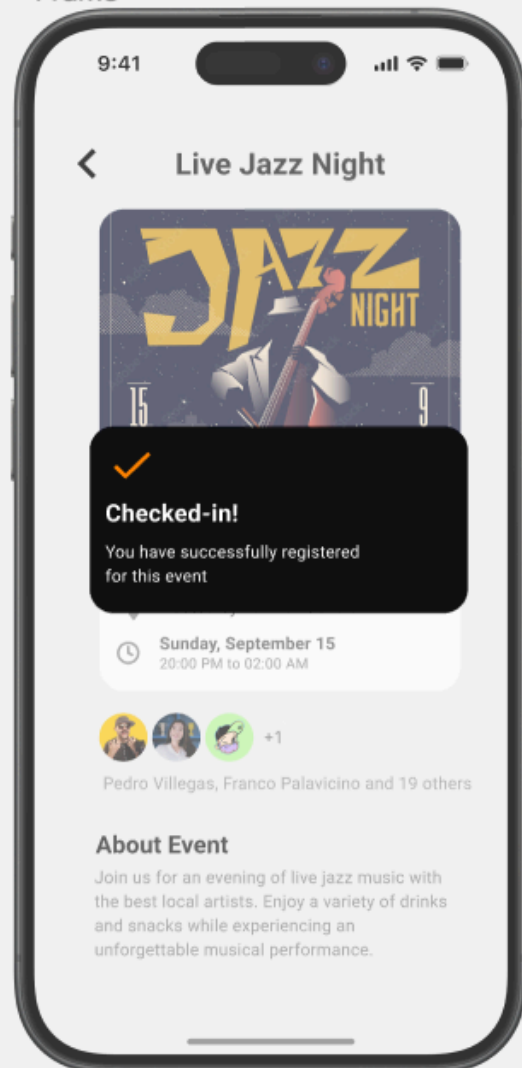 9:41
Live Jazz Night
JAZZ
NIGHT
15
9
Checked-in!
You have successfully registered
for this event
Sunday, September 15
20:00 PM to 02:00 AM
+1
Pedro Villegas, Franco Palavicino and 19 others
About Event
Join us for an evening of live jazz music with
the best local artists. Enjoy a variety of drinks
and snacks while experiencing an
unforgettable musical performance.